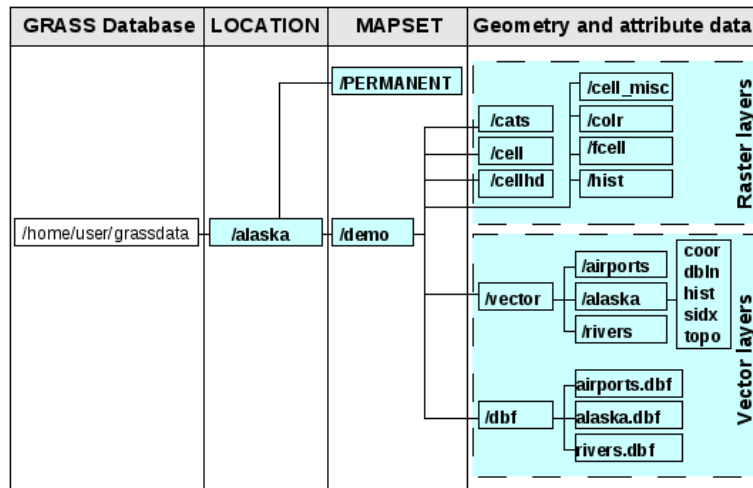 GRASS Database
LOCATION
MAPSET
Geometry and attribute data
/home/user/grassdata
/alaska
/PERMANENT
/demo
/cats
/cell
/cellhd
/cell_misc
/colr
/fcell
/hist
Raster layers
/vector
/airports
/alaska
/rivers
coor
dbln
hist
sidx
topo
/dbf
airports.dbf
alaska.dbf
rivers.dbf
Vector layers